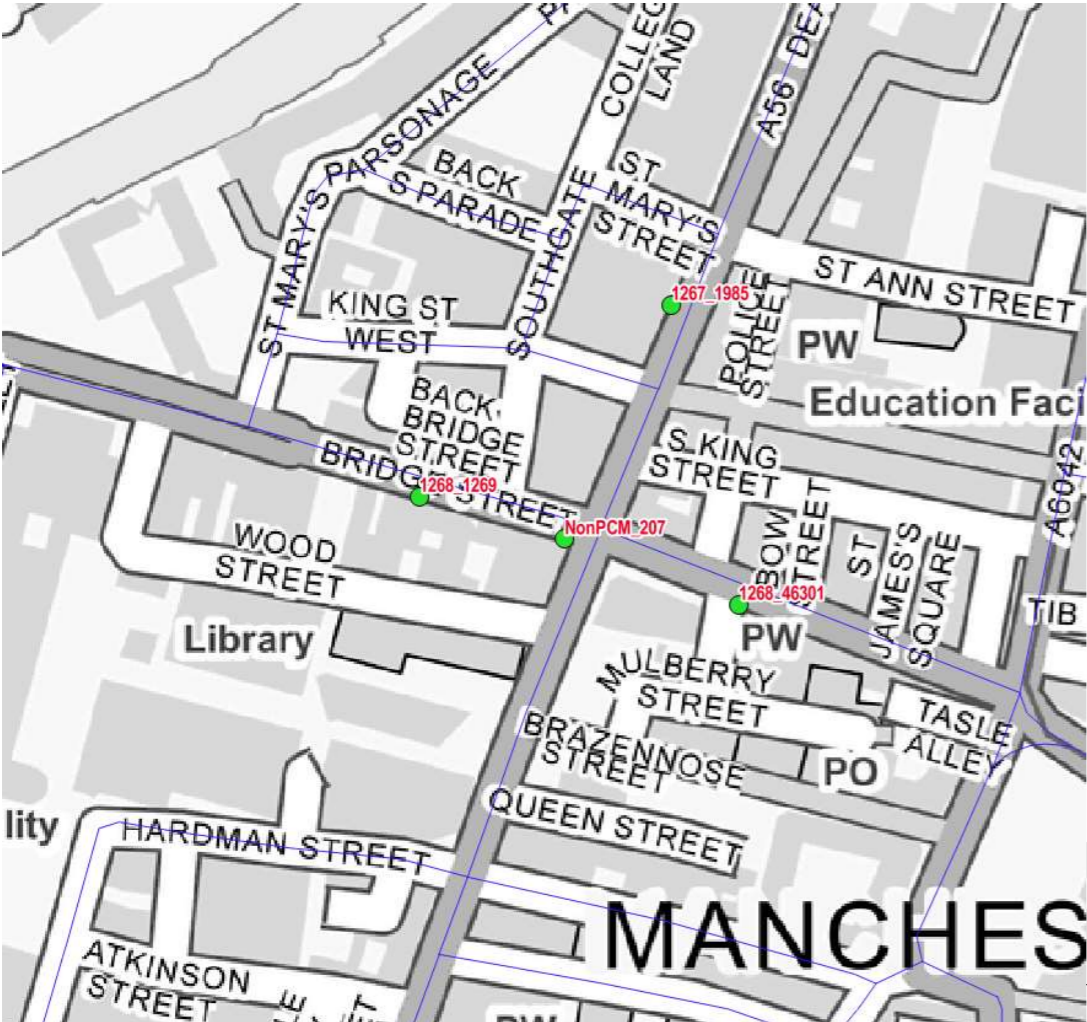 PARSONAGE
COLLEGE
LAND
A56 DEA
BACK
S PARADE
ST
MARY'S
STREET
ST MARY'S
SOUTHGATE
KING ST
WEST
1267_1985
POLICE
STREET
ST ANN STREET
PW
Education Faci
BACK
BRIDGE
STREET
BRIDGE STREET
1268_1269
NonPCM_207
S KING
STREET
BOW
STREET
ST
JAMES'S
SQUARE
A6042
1268_46301
PW
TIB
WOOD
STREET
Library
MULBERRY
STREET
TASLE
ALLEY
BRAZENNOSE
STREET
PO
QUEEN STREET
lity
HARDMAN STREET
MANCHES
ATKINSON
STREET
PW